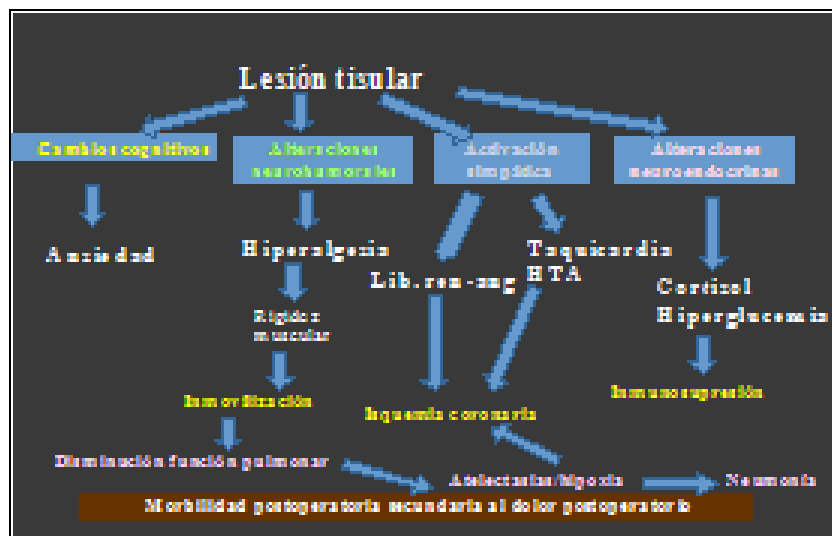 Lesión tisular
Cambios cognitivos
Alteraciones
neurohumorales
Activación
simpática
Alteraciones
neuroendocrinas
Ansiedad
Hiperalgesia
Lib. ren-ang
Taquicardia
HTA
Cortisol
Hiperglucemia
Rigidez
muscular
Inmovilización
Isquemia coronaria
Inmunosupresión
Disminución función pulmonar
Atelectasias/hipoxia
Neumonía
Morbilidad postoperatoria secundaria al dolor postoperatorio